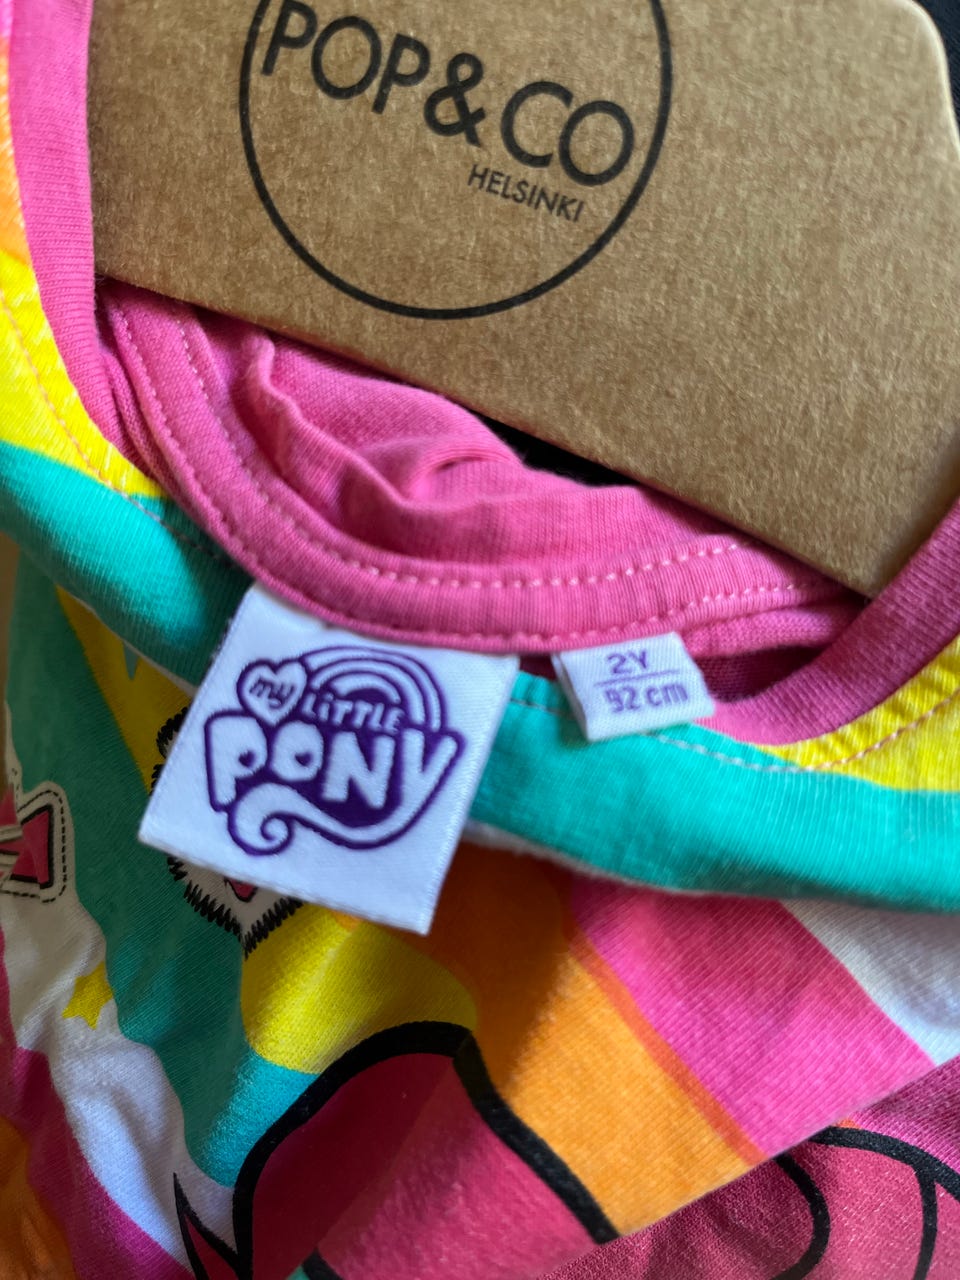 POP&CO
HELSINKI
my LITTLE
PONY
2Y
92 cm